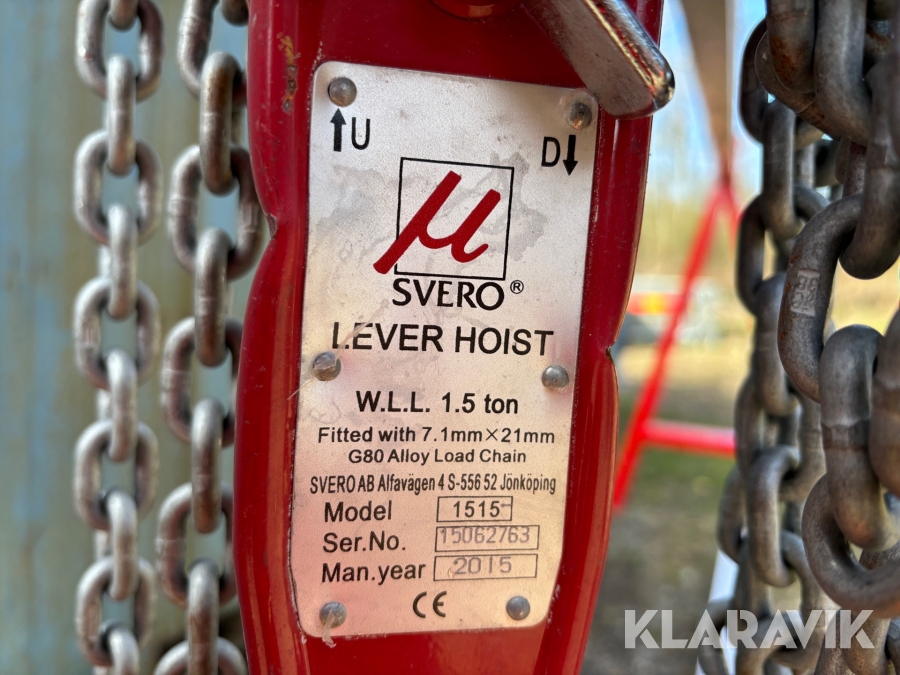 ↑U
D↓
µ
SVERO®
LEVER HOIST
W.L.L. 1.5 ton
Fitted with 7.1mm×21mm
G80 Alloy Load Chain
SVERO AB Alfavägen 4 S-556 52 Jönköping
Model 1515-
Ser.No. 15062763
Man.year 2015
CE
KLARAVIK